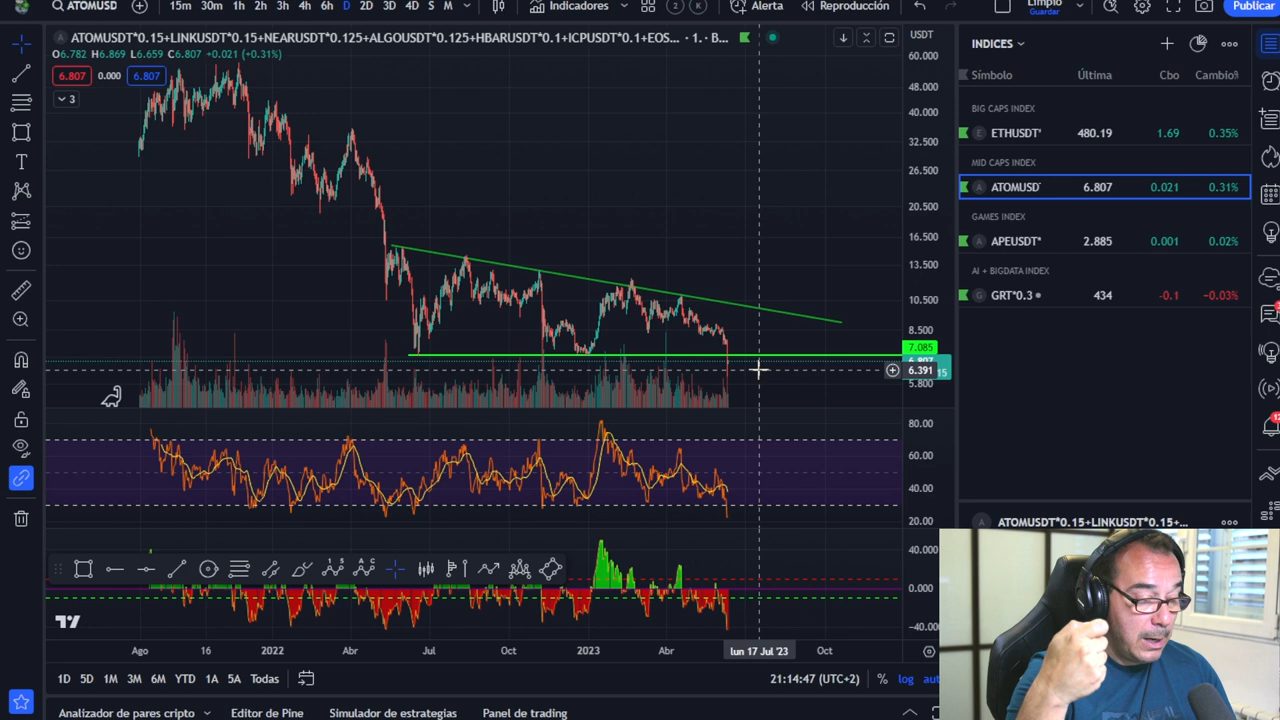 ATOMUSD 15m 30m 1h 2h 3h 4h 6h D 2D 3D 4D S M Indicadores 2 K Alerta Reproducción Limpio Guardar Publicar
ATOMUSDT*0.15+LINKUSDT*0.15+NEARUSDT*0.125+ALGOUSDT*0.125+HBARUSDT*0.1+ICPUSDT*0.1+EOS... · 1. · B...
USDT
O6.782 H6.869 L6.659 C6.807 +0.021 (+0.31%)
6.807 0.000 6.807
3
60.000
48.000
40.000
32.500
26.500
20.500
16.500
13.500
10.500
8.500
7.085
6.391
15
5.800
80.00
60.00
40.00
20.00
40.000
0.000
−40.00
Ago 16 2022 Abr Jul Oct 2023 Abr lun 17 Jul '23 Oct
1D 5D 1M 3M 6M YTD 1A 5A Todas 21:14:47 (UTC+2) % log aut
Analizador de pares cripto Editor de Pine Simulador de estrategias Panel de trading
INDICES
Símbolo Última Cbo Cambio%
BIG CAPS INDEX
E ETHUSDT* 480.19 1.69 0.35%
MID CAPS INDEX
A ATOMUSD 6.807 0.021 0.31%
GAMES INDEX
A APEUSDT* 2.885 0.001 0.02%
AI + BIGDATA INDEX
G GRT*0.3 434 −0.1 −0.03%
A ATOMUSDT*0.15+LINKUSDT*0.15+...